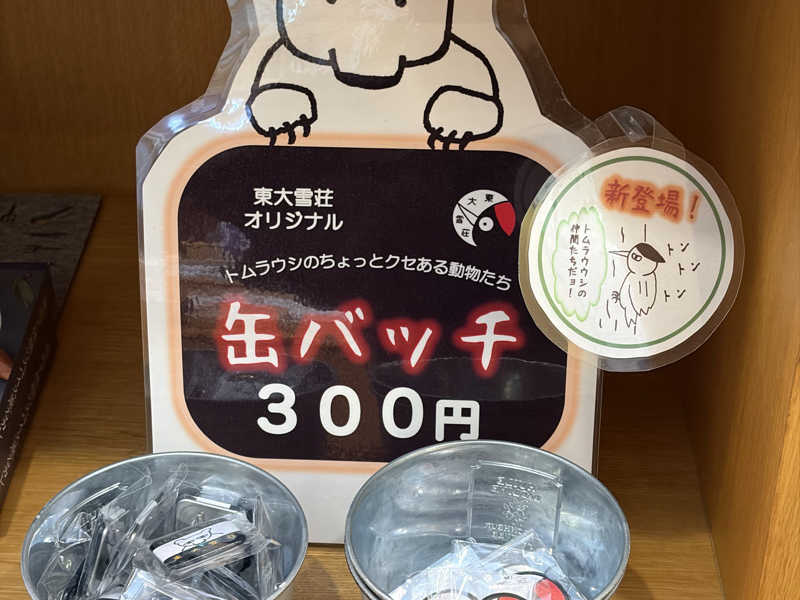 東大雪荘
オリジナル
大東
雪荘
トムラウシのちょっとクセある動物たち
缶バッチ
300円
新登場!
トムラウウシの
仲間たちだヨ!
トン
トン
トン